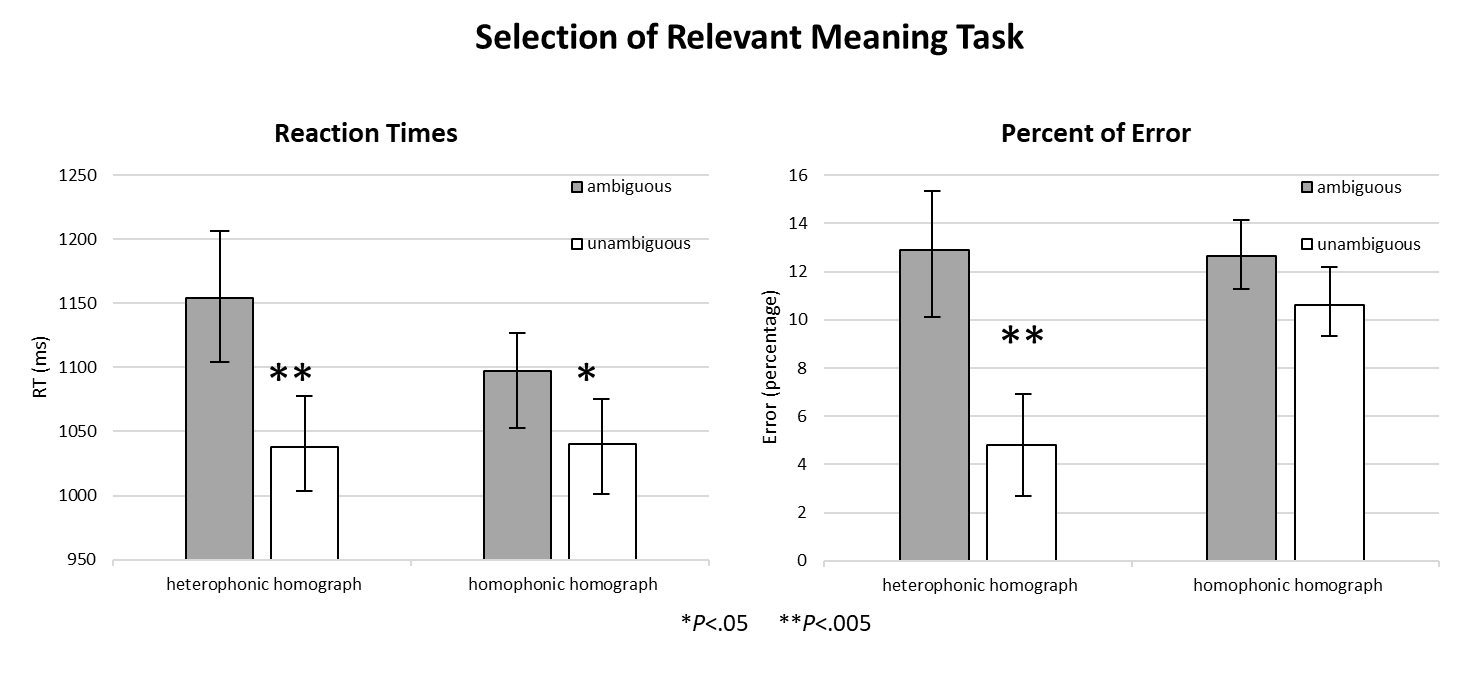 Selection of Relevant Meaning Task
Reaction Times
1250
1200
1150
1100
1050
1000
950
RT (ms)
ambiguous
unambiguous
**
*
heterophonic homograph
homophonic homograph
Percent of Error
16
14
12
10
8
6
4
2
0
Error (percentage)
ambiguous
unambiguous
**
heterophonic homograph
homophonic homograph
*P<.05 **P<.005